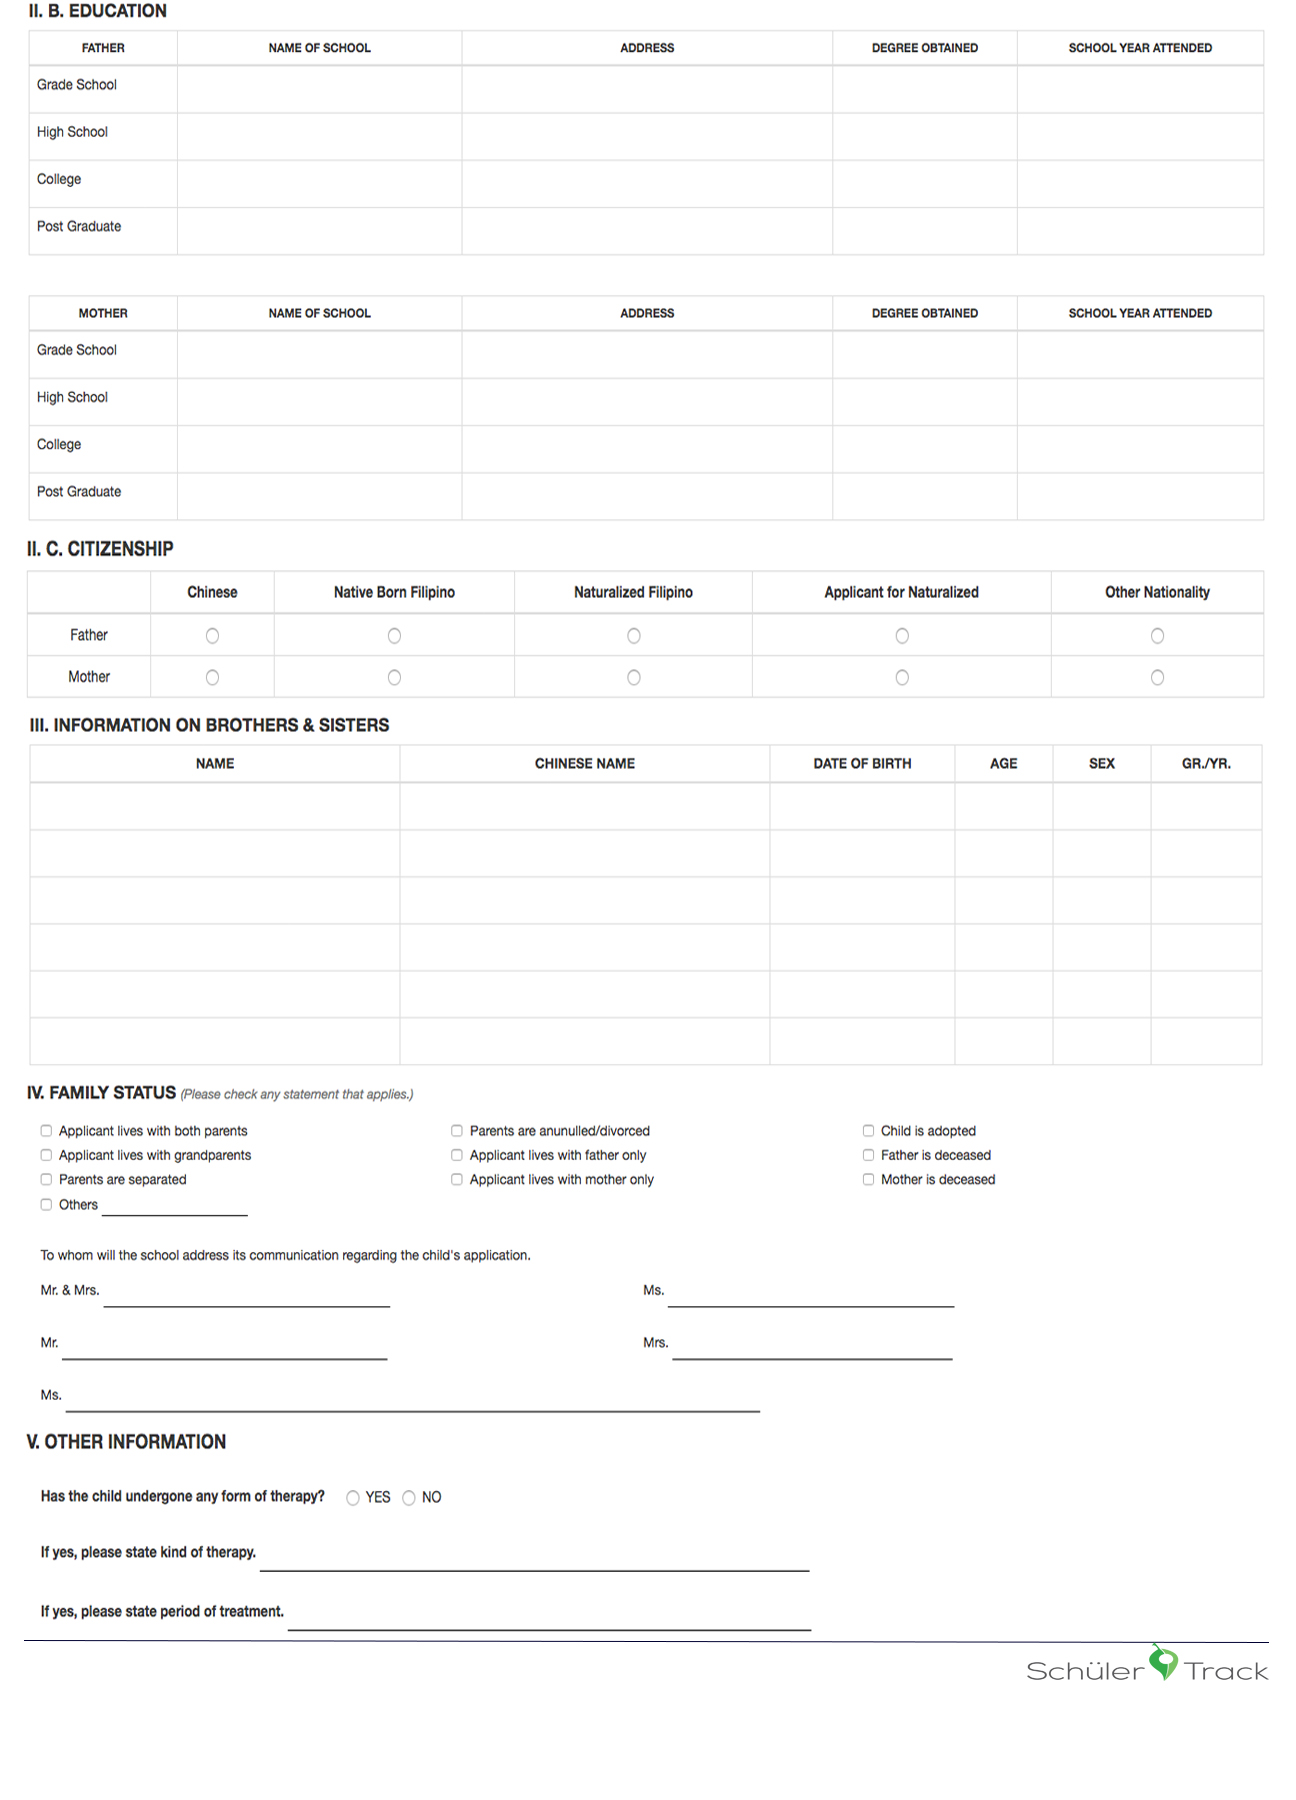 II. B. EDUCATION
FATHER NAME OF SCHOOL ADDRESS DEGREE OBTAINED SCHOOL YEAR ATTENDED
Grade School
High School
College
Post Graduate
MOTHER NAME OF SCHOOL ADDRESS DEGREE OBTAINED SCHOOL YEAR ATTENDED
Grade School
High School
College
Post Graduate
II. C. CITIZENSHIP
Chinese Native Born Filipino Naturalized Filipino Applicant for Naturalized Other Nationality
Father
Mother
III. INFORMATION ON BROTHERS & SISTERS
NAME CHINESE NAME DATE OF BIRTH AGE SEX GR./YR.
IV. FAMILY STATUS (Please check any statement that applies.)
Applicant lives with both parents Parents are anunulled/divorced Child is adopted
Applicant lives with grandparents Applicant lives with father only Father is deceased
Parents are separated Applicant lives with mother only Mother is deceased
Others
To whom will the school address its communication regarding the child's application.
Mr. & Mrs. Ms.
Mr. Mrs.
Ms.
V. OTHER INFORMATION
Has the child undergone any form of therapy? YES NO
If yes, please state kind of therapy.
If yes, please state period of treatment.
Schüler Track